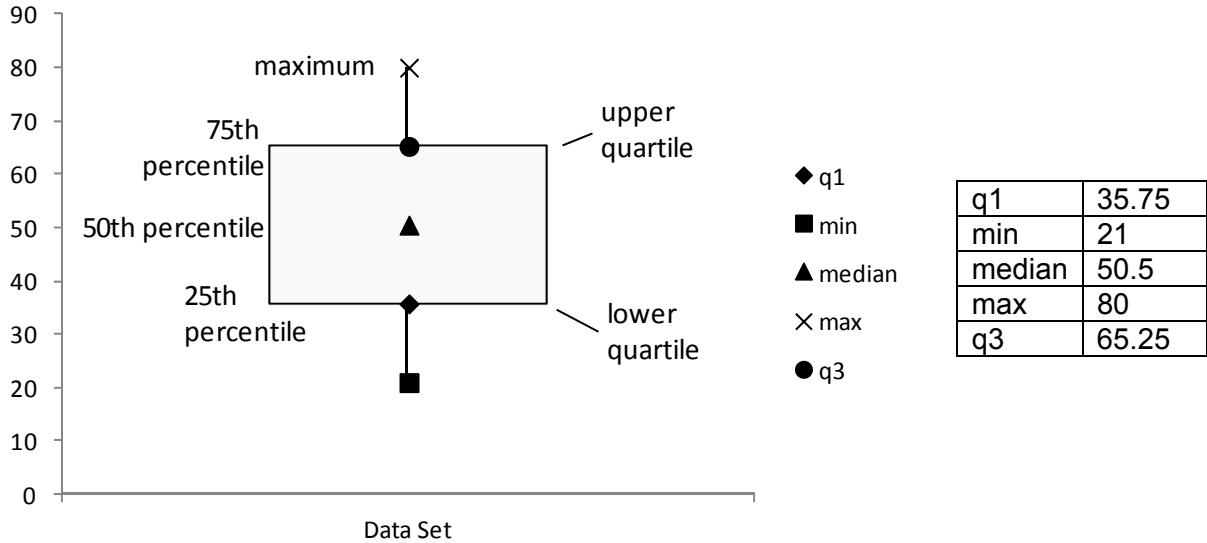 90
80
70
60
50
40
30
20
10
0
maximum
75th
percentile
50th percentile
25th
percentile
upper
quartile
lower
quartile
Data Set
q1
min
median
max
q3
q1 35.75
min 21
median 50.5
max 80
q3 65.25